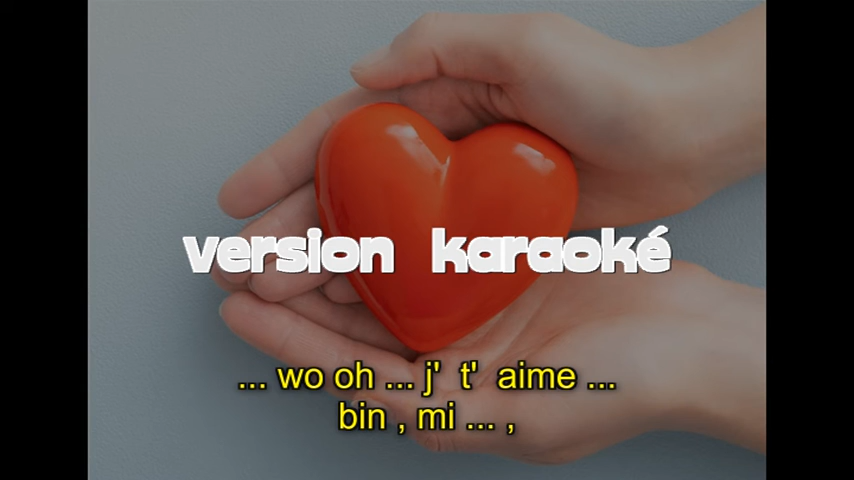 version karaoké
... wo oh ... j' t' aime ...
bin , mi ... ,